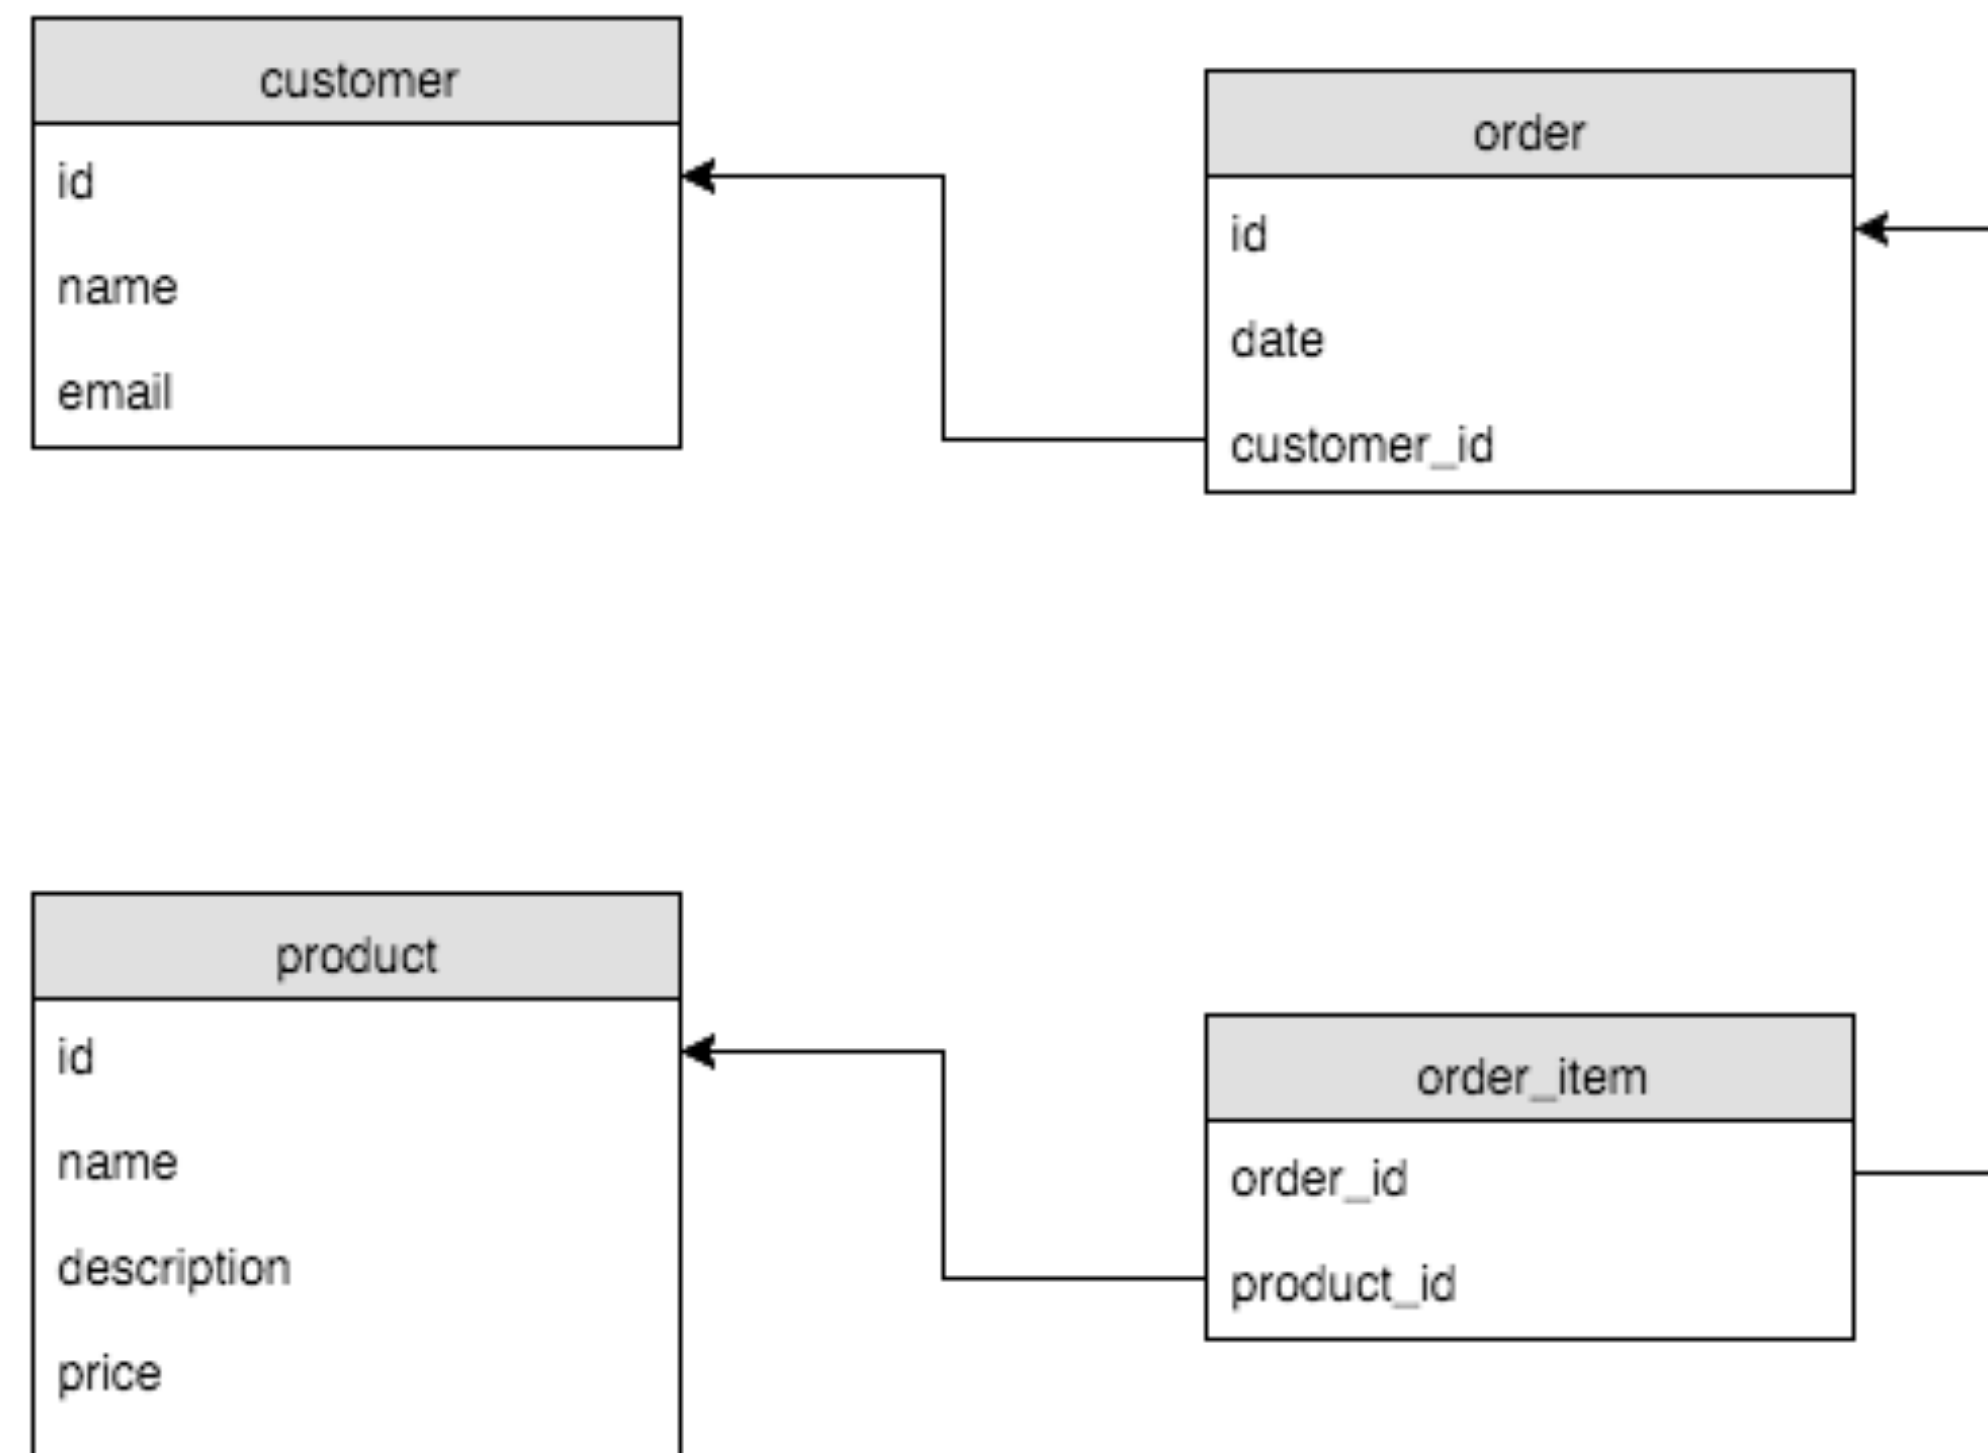 customer
id
name
email
order
id
date
customer_id
product
id
name
description
price
order_item
order_id
product_id